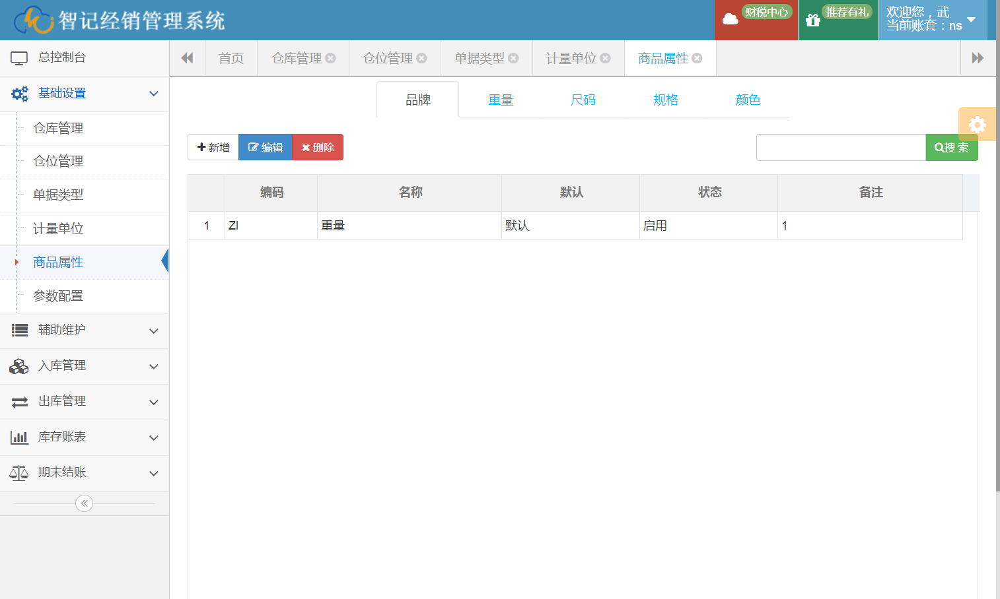 智记经销管理系统
财税中心
推荐有礼
欢迎您，武
当前账套：ns
总控制台
基础设置
仓库管理
仓位管理
单据类型
计量单位
商品属性
参数配置
辅助维护
入库管理
出库管理
库存账表
期末结账
首页 仓库管理 仓位管理 单据类型 计量单位 商品属性
品牌 重量 尺码 规格 颜色
新增 编辑 删除 搜 索
编码 名称 默认 状态 备注
1 ZI 重量 默认 启用 1